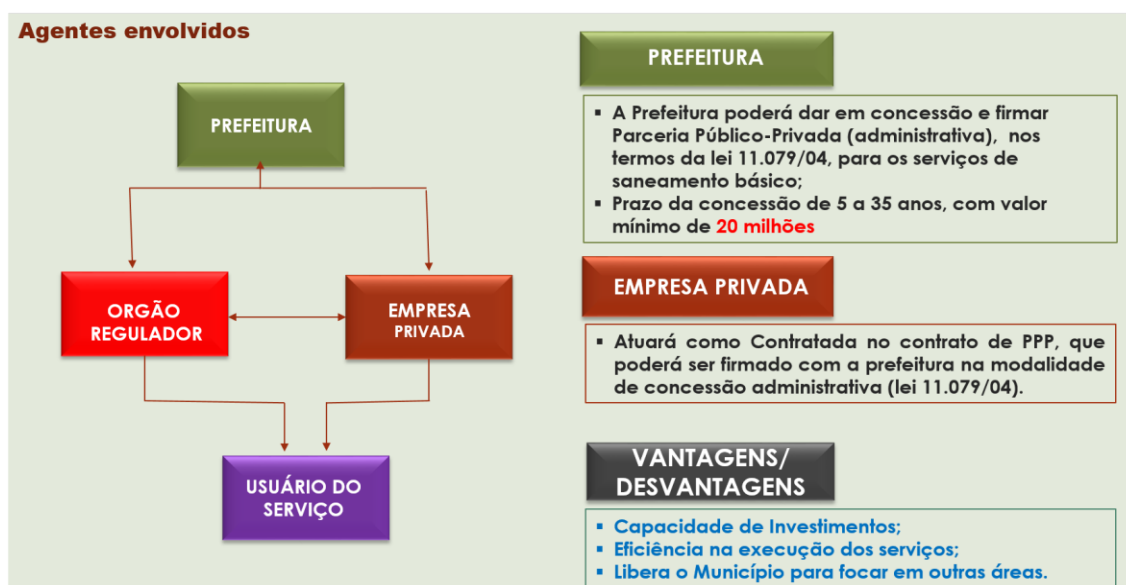 Agentes envolvidos
PREFEITURA
ORGÃO
REGULADOR
EMPRESA
PRIVADA
USUÁRIO DO
SERVIÇO
PREFEITURA
▪ A Prefeitura poderá dar em concessão e firmar
Parceria Público-Privada (administrativa), nos
termos da lei 11.079/04, para os serviços de
saneamento básico;
▪ Prazo da concessão de 5 a 35 anos, com valor
mínimo de 20 milhões
EMPRESA PRIVADA
▪ Atuará como Contratada no contrato de PPP, que
poderá ser firmado com a prefeitura na modalidade
de concessão administrativa (lei 11.079/04).
VANTAGENS/
DESVANTAGENS
▪ Capacidade de Investimentos;
▪ Eficiência na execução dos serviços;
▪ Libera o Município para focar em outras áreas.